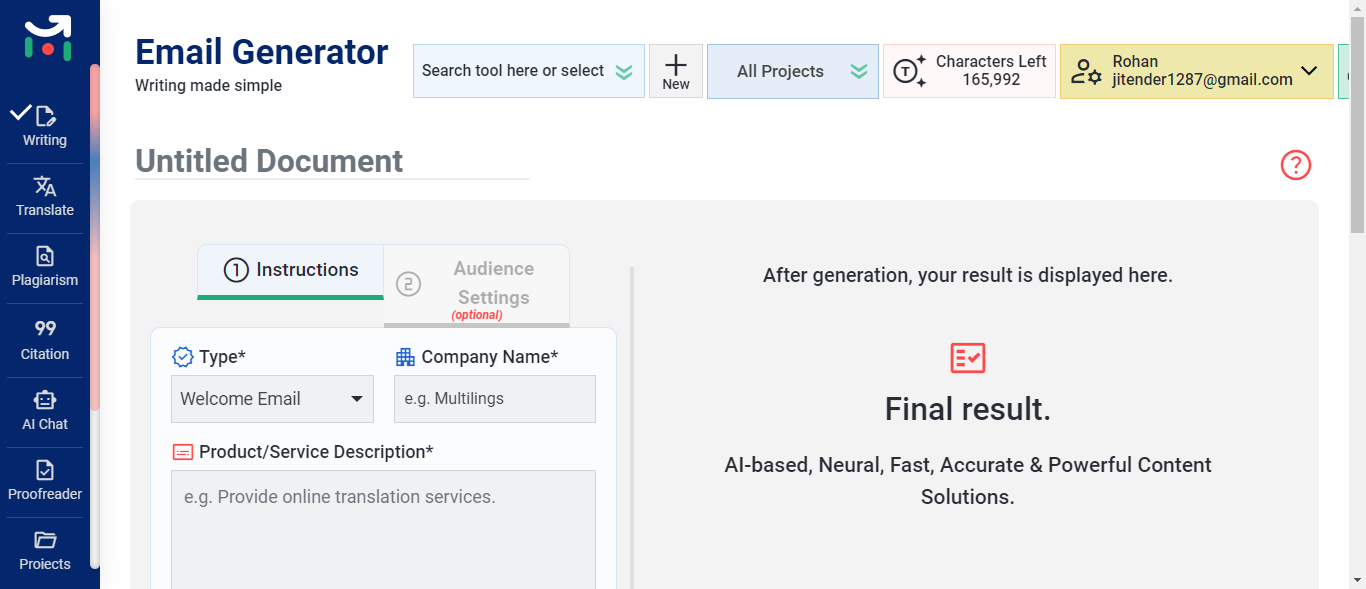 Email Generator
Writing made simple
Search tool here or select
New
All Projects
Characters Left
165,992
Rohan
jitender1287@gmail.com
Writing
Translate
Plagiarism
Citation
AI Chat
Proofreader
Projects
Untitled Document
?
1 Instructions
2 Audience
Settings
(optional)
Type*
Company Name*
Welcome Email
e.g. Multilings
Product/Service Description*
e.g. Provide online translation services.
After generation, your result is displayed here.
Final result.
AI-based, Neural, Fast, Accurate & Powerful Content
Solutions.